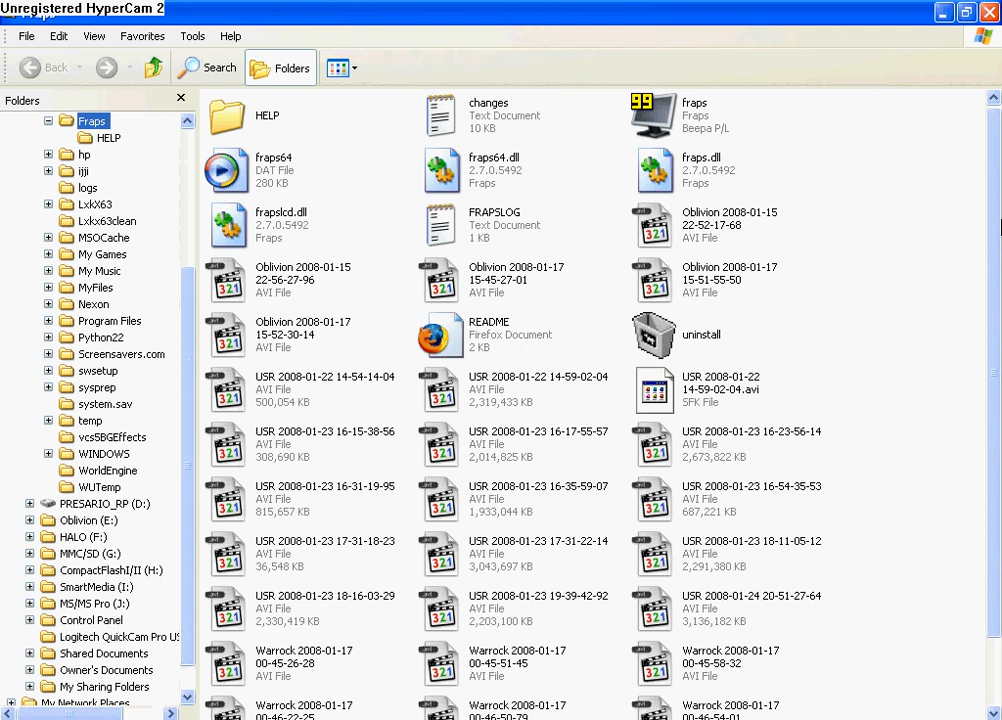 Unregistered HyperCam 2
File Edit View Favorites Tools Help
Back Search Folders
Folders
Fraps
HELP
hp
ijji
logs
LxkX63
Lxkx63clean
MSOCache
My Games
My Music
MyFiles
Nexon
Program Files
Python22
Screensavers.com
swsetup
sysprep
system.sav
temp
vcs5BGEffects
WINDOWS
WorldEngine
WUTemp
PRESARIO_RP (D:)
Oblivion (E:)
HALO (F:)
MMC/SD (G:)
CompactFlashI/II (H:)
SmartMedia (I:)
MS/MS Pro (J:)
Control Panel
Logitech QuickCam Pro US
Shared Documents
Owner's Documents
My Sharing Folders
My Network Places
HELP
changes
Text Document
10 KB
99
fraps
Beepa P/L
fraps64
DAT File
280 KB
fraps64.dll
2.7.0.5492
Fraps
fraps.dll
2.7.0.5492
Fraps
frapslcd.dll
2.7.0.5492
Fraps
FRAPSLOG
Text Document
1 KB
Oblivion 2008-01-15
22-52-17-68
AVI File
Oblivion 2008-01-15
22-56-27-96
AVI File
Oblivion 2008-01-17
15-45-27-01
AVI File
Oblivion 2008-01-17
15-51-55-50
AVI File
Oblivion 2008-01-17
15-52-30-14
AVI File
README
Firefox Document
2 KB
uninstall
USR 2008-01-22 14-54-14-04
AVI File
500,054 KB
USR 2008-01-22 14-59-02-04
AVI File
2,319,433 KB
USR 2008-01-22
14-59-02-04.avi
SFK File
USR 2008-01-23 16-15-38-56
AVI File
308,690 KB
USR 2008-01-23 16-17-55-57
AVI File
2,014,825 KB
USR 2008-01-23 16-23-56-14
AVI File
2,673,822 KB
USR 2008-01-23 16-31-19-95
AVI File
815,657 KB
USR 2008-01-23 16-35-59-07
AVI File
1,933,044 KB
USR 2008-01-23 16-54-35-53
AVI File
687,221 KB
USR 2008-01-23 17-31-18-23
AVI File
36,548 KB
USR 2008-01-23 17-31-22-14
AVI File
3,043,697 KB
USR 2008-01-23 18-11-05-12
AVI File
2,291,380 KB
USR 2008-01-23 18-16-03-29
AVI File
2,330,419 KB
USR 2008-01-23 19-39-42-92
AVI File
2,203,100 KB
USR 2008-01-24 20-51-27-64
AVI File
3,136,182 KB
Warrock 2008-01-17
00-45-26-28
AVI File
Warrock 2008-01-17
00-45-51-45
AVI File
Warrock 2008-01-17
00-45-58-32
AVI File
Warrock 2008-01-17
00-46-22-25
Warrock 2008-01-17
00-46-50-79
Warrock 2008-01-17
00-46-54-01